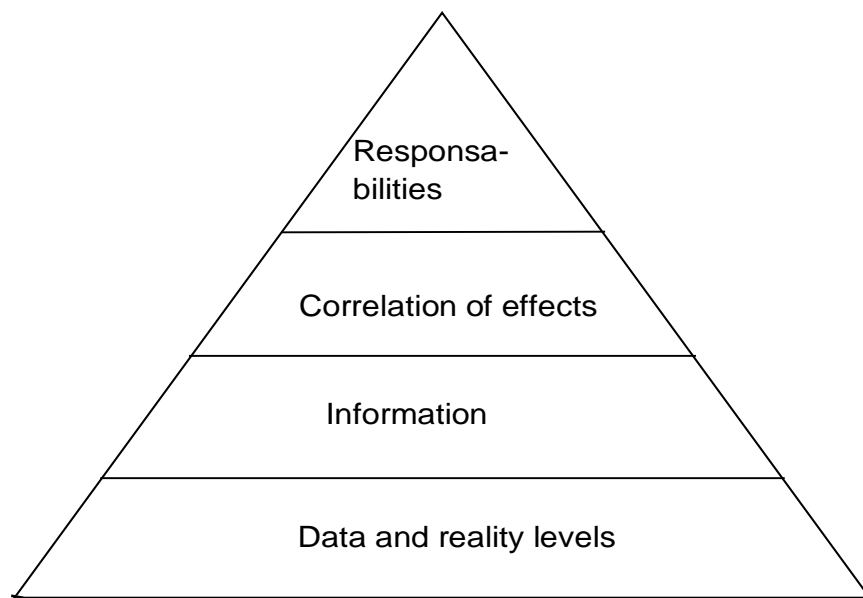 Responsa-
bilities
Correlation of effects
Information
Data and reality levels